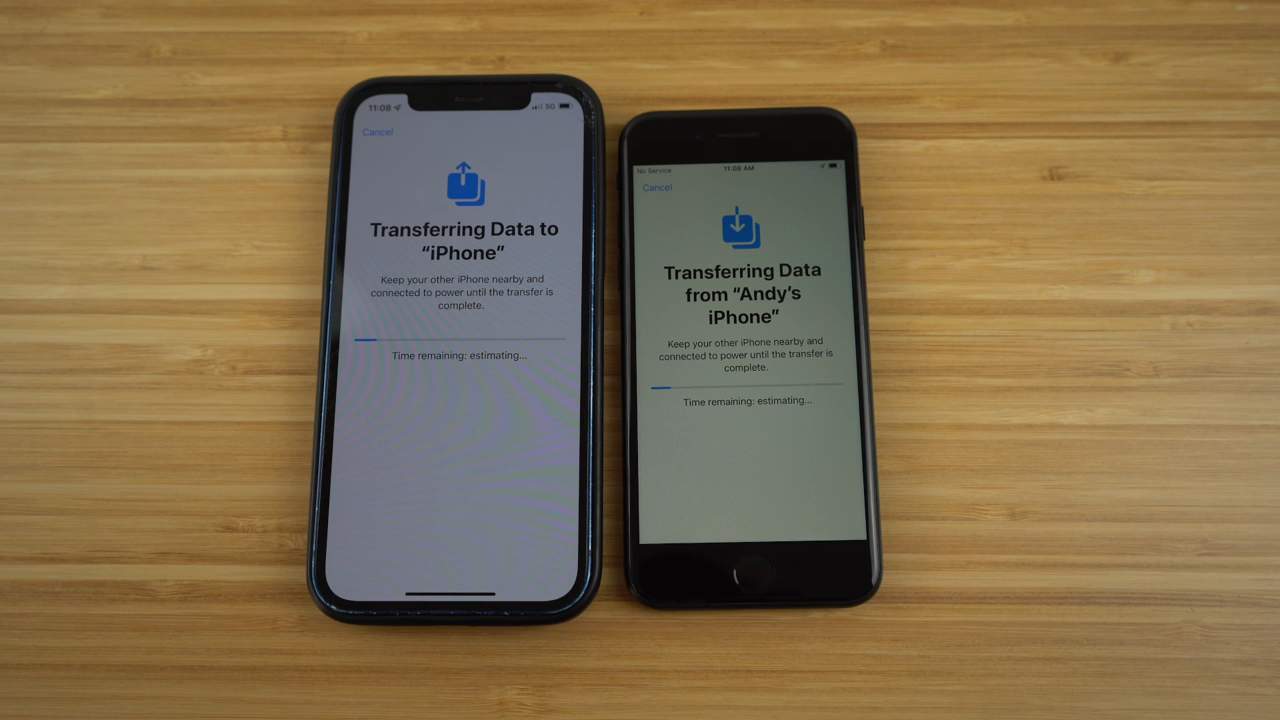 11:08
5G
Cancel
Transferring Data to
“iPhone”
Keep your other iPhone nearby and
connected to power until the transfer is
complete.
Time remaining: estimating...
No Service
11:08 AM
Cancel
Transferring Data
from “Andy’s
iPhone”
Keep your other iPhone nearby and
connected to power until the transfer is
complete.
Time remaining: estimating...